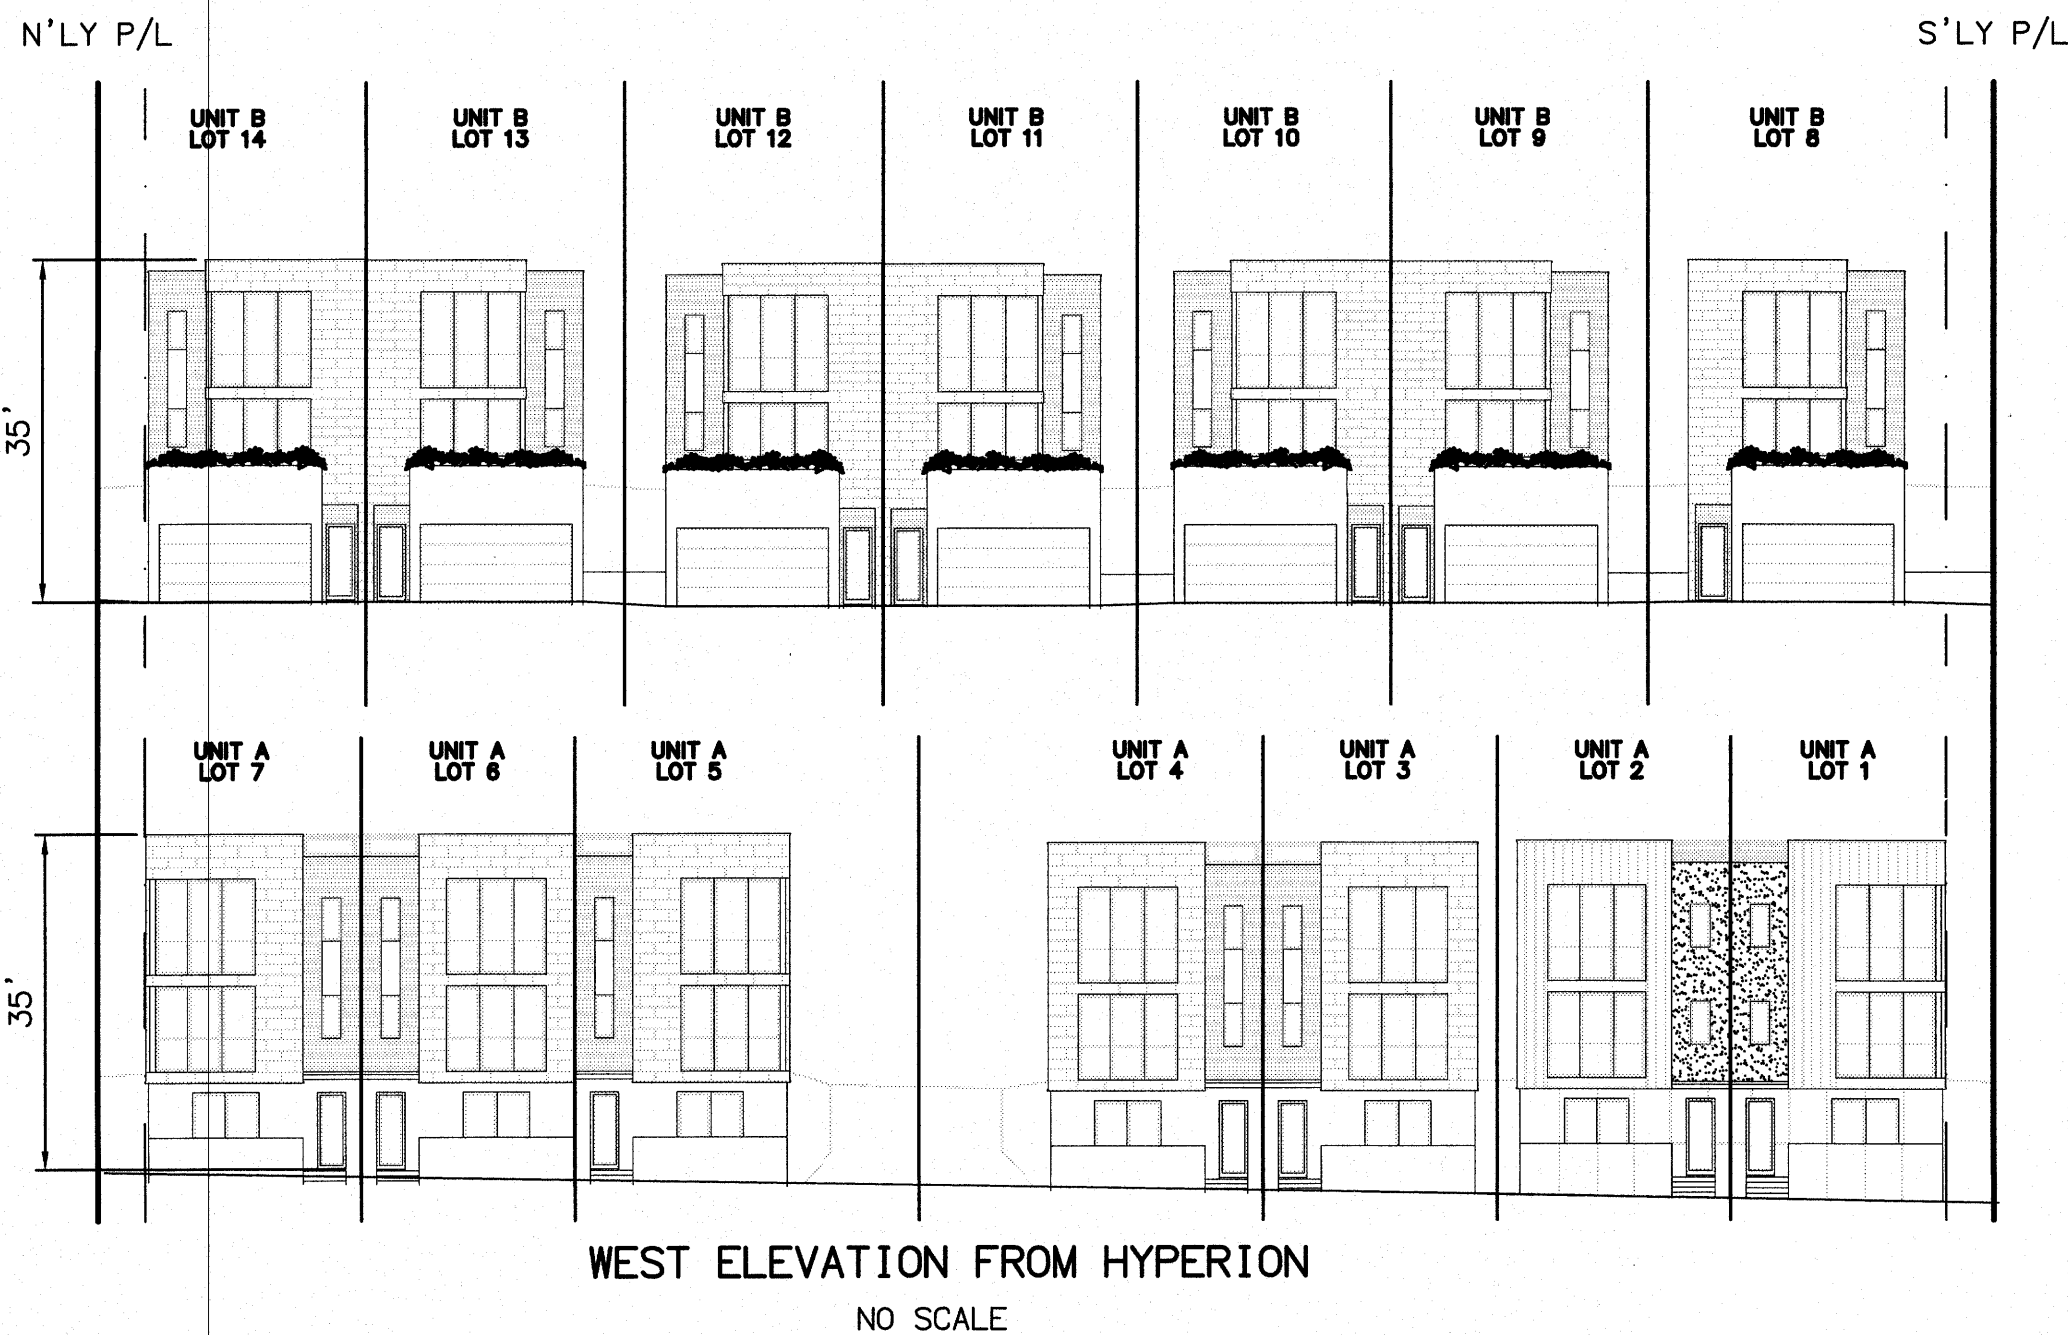 N'LY P/L
S'LY P/L
UNIT B
LOT 14
UNIT B
LOT 13
UNIT B
LOT 12
UNIT B
LOT 11
UNIT B
LOT 10
UNIT B
LOT 9
UNIT B
LOT 8
35'
UNIT A
LOT 7
UNIT A
LOT 6
UNIT A
LOT 5
UNIT A
LOT 4
UNIT A
LOT 3
UNIT A
LOT 2
UNIT A
LOT 1
35'
WEST ELEVATION FROM HYPERION
NO SCALE